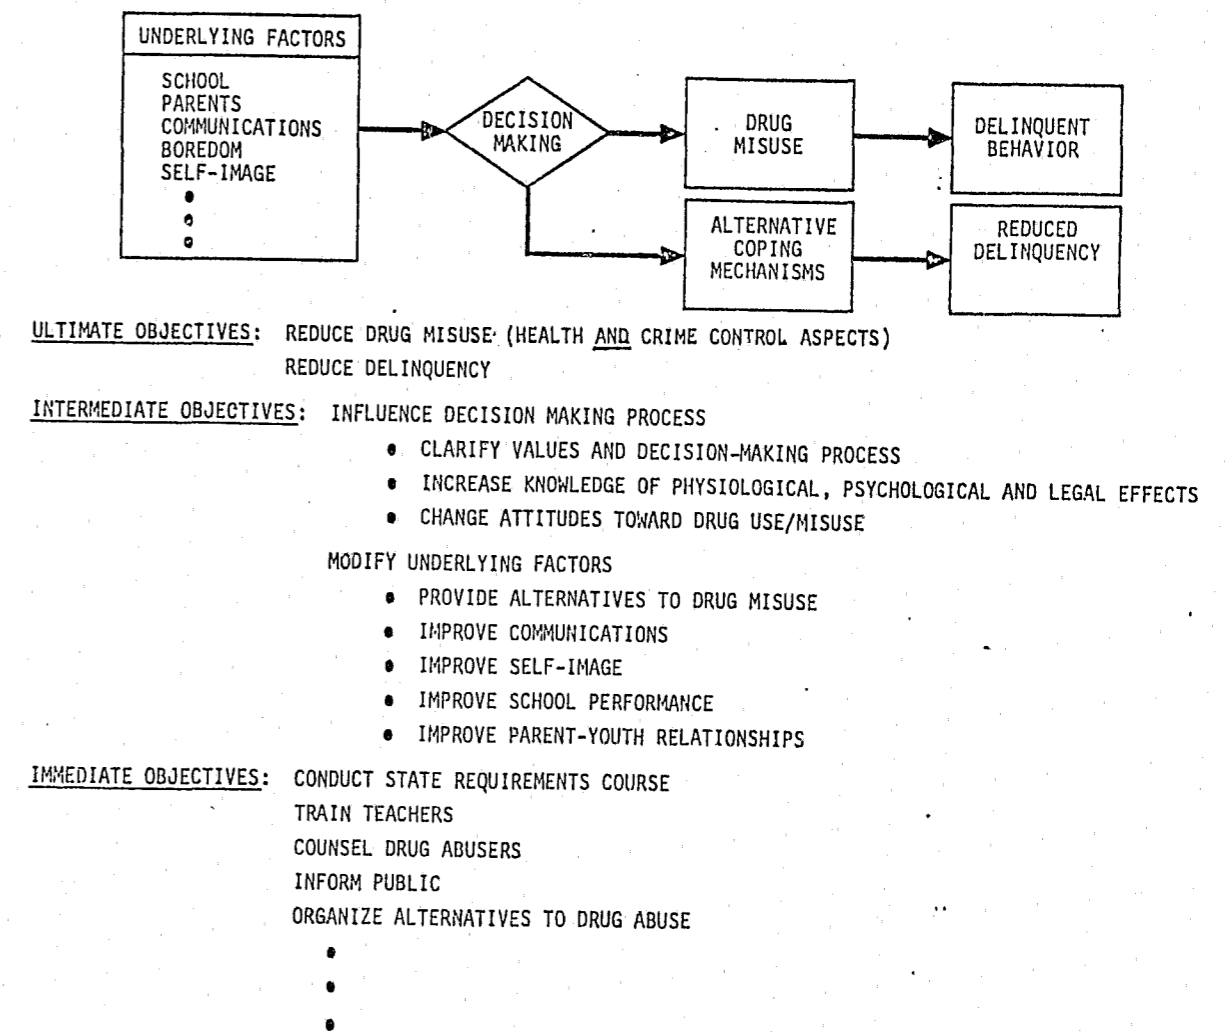 UNDERLYING FACTORS
SCHOOL
PARENTS
COMMUNICATIONS
BOREDOM
SELF-IMAGE
DECISION
MAKING
DRUG
MISUSE
DELINQUENT
BEHAVIOR
ALTERNATIVE
COPING
MECHANISMS
REDUCED
DELINQUENCY
ULTIMATE OBJECTIVES: REDUCE DRUG MISUSE (HEALTH AND CRIME CONTROL ASPECTS)
REDUCE DELINQUENCY
INTERMEDIATE OBJECTIVES: INFLUENCE DECISION MAKING PROCESS
• CLARIFY VALUES AND DECISION-MAKING PROCESS
• INCREASE KNOWLEDGE OF PHYSIOLOGICAL, PSYCHOLOGICAL AND LEGAL EFFECTS
• CHANGE ATTITUDES TOWARD DRUG USE/MISUSE
MODIFY UNDERLYING FACTORS
• PROVIDE ALTERNATIVES TO DRUG MISUSE
• IMPROVE COMMUNICATIONS
• IMPROVE SELF-IMAGE
• IMPROVE SCHOOL PERFORMANCE
• IMPROVE PARENT-YOUTH RELATIONSHIPS
IMMEDIATE OBJECTIVES: CONDUCT STATE REQUIREMENTS COURSE
TRAIN TEACHERS
COUNSEL DRUG ABUSERS
INFORM PUBLIC
ORGANIZE ALTERNATIVES TO DRUG ABUSE